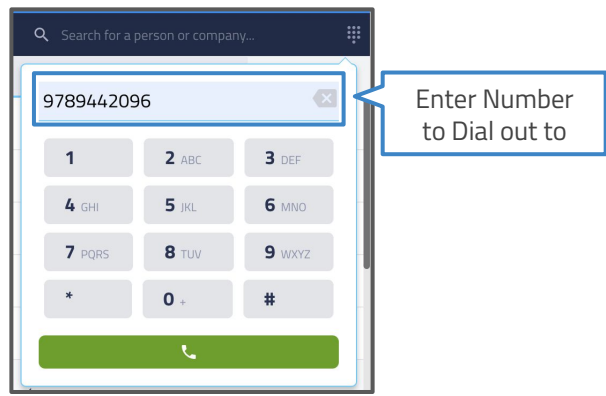 Search for a person or company...
9789442096
Enter Number
to Dial out to
1 2 ABC 3 DEF
4 GHI 5 JKL 6 MNO
7 PQRS 8 TUV 9 WXYZ
* 0 + #